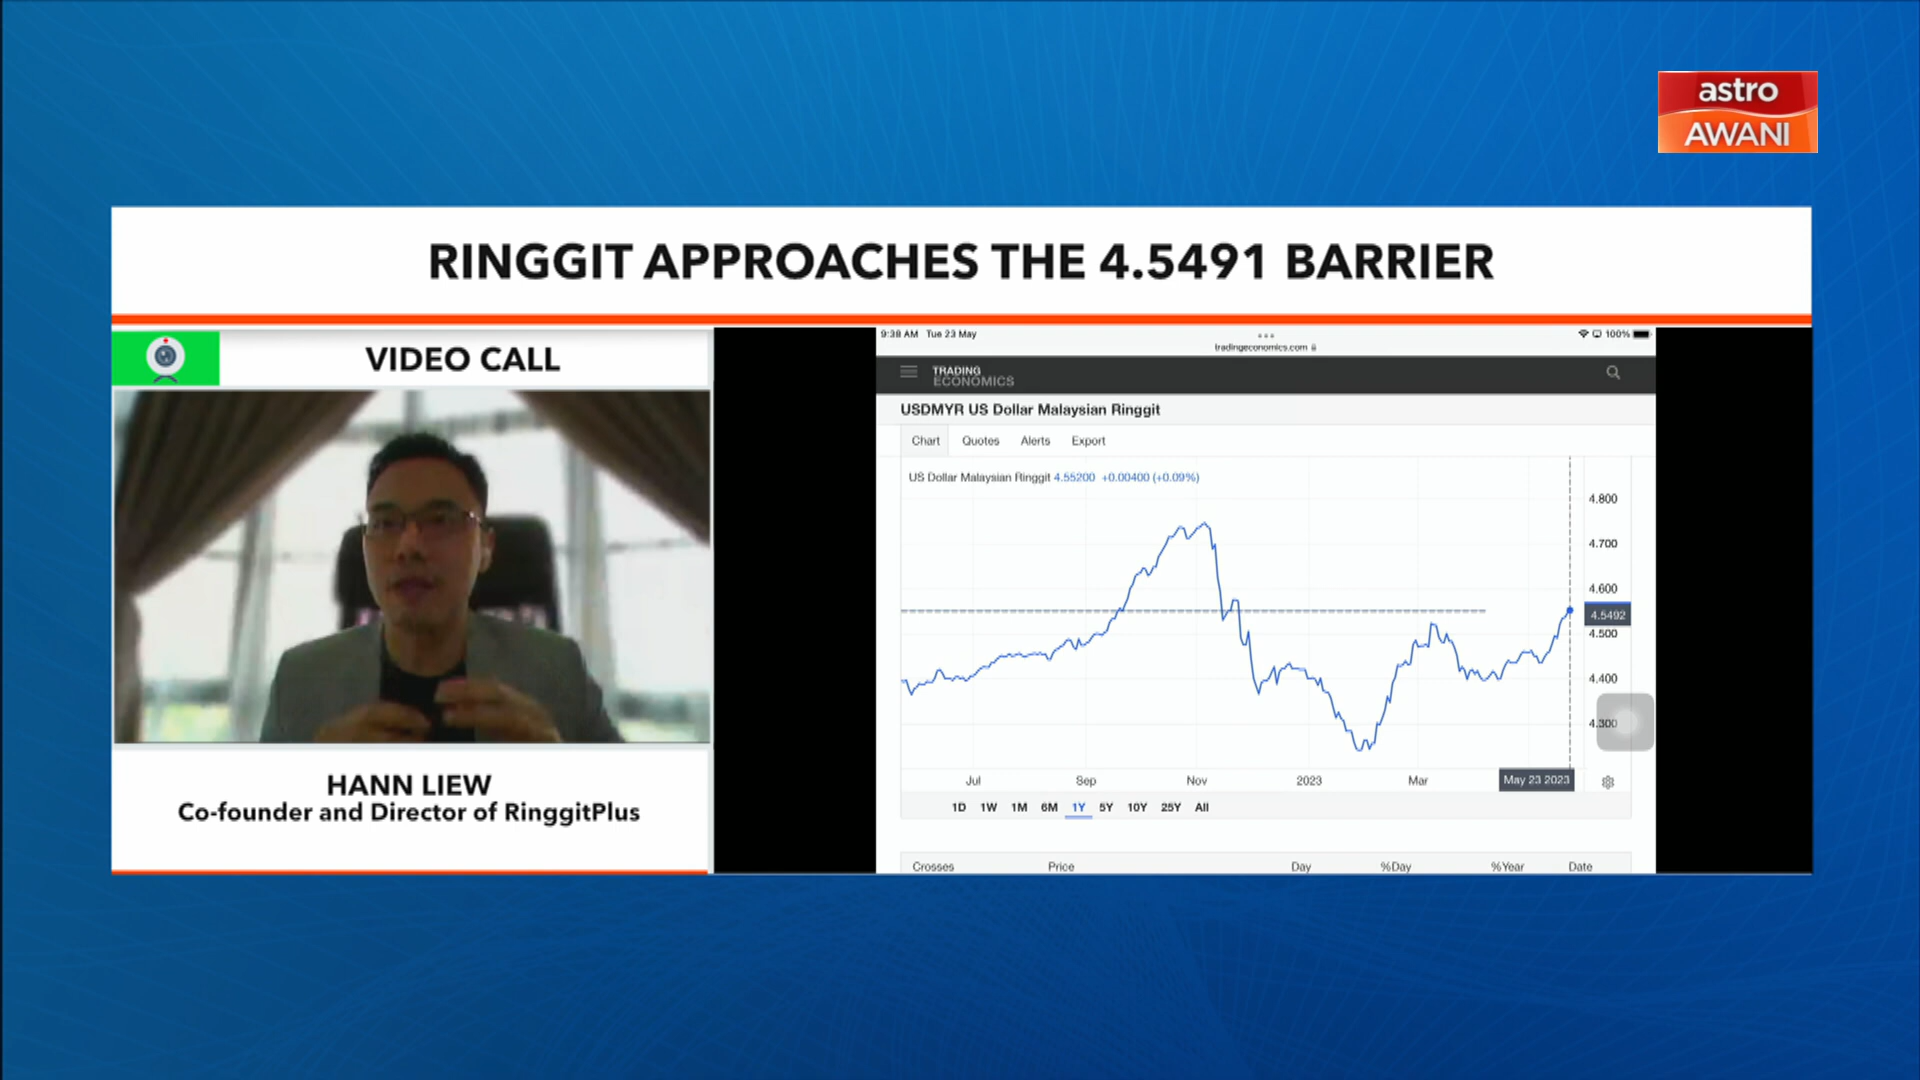 astro
AWANI
RINGGIT APPROACHES THE 4.5491 BARRIER
VIDEO CALL
HANN LIEW
Co-founder and Director of RinggitPlus
9:38 AM Tue 23 May
tradingeconomics.com
100%
TRADING
ECONOMICS
USDMYR US Dollar Malaysian Ringgit
Chart Quotes Alerts Export
US Dollar Malaysian Ringgit 4.55200 +0.00400 (+0.09%)
4.800
4.700
4.600
4.5492
4.500
4.400
4.300
Jul Sep Nov 2023 Mar May 23 2023
1D 1W 1M 6M 1Y 5Y 10Y 25Y All
Crosses Price Day %Day %Year Date